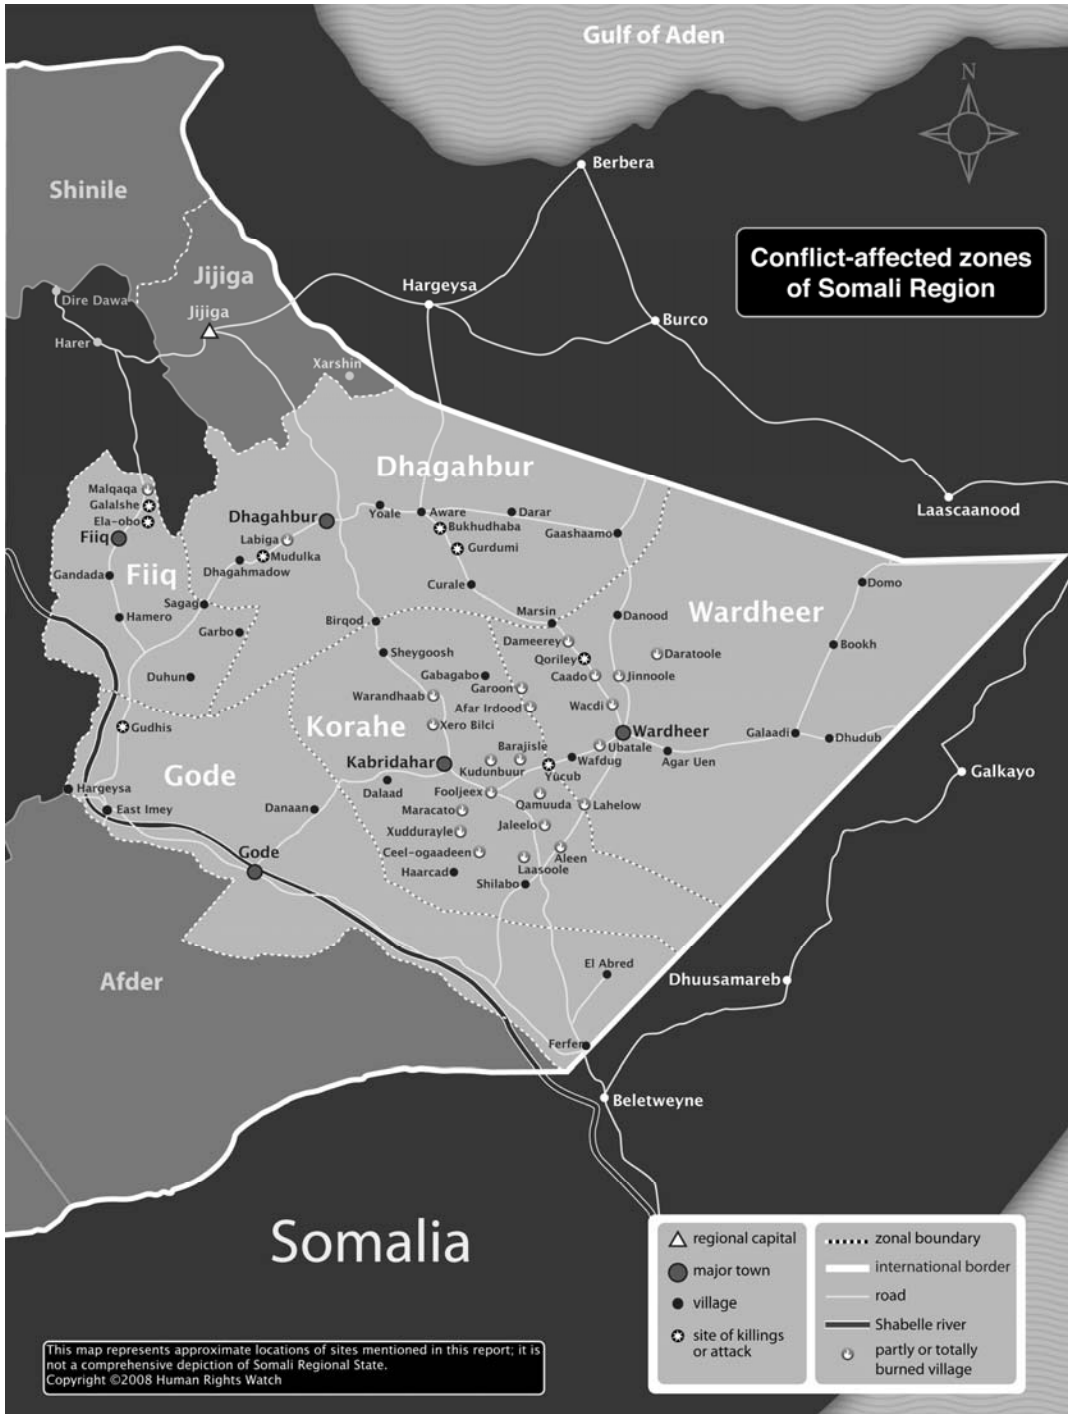 Gulf of Aden
N
Berbera
Shinile
Conflict-affected zones
of Somali Region
Jijiga
Hargeysa
Dire Dawa
Jijiga
Burco
Harer
Xarshin
Dhagahbur
Malqaqa
Galalshe
Ela-obo
Fiiq
Dhagahbur
Yoale
Aware
Darar
Laascaanood
Bukhudhaba
Labiga
Gaashaamo
Mudulka
Gurdumi
Gandada
Fiiq
Dhagahmadow
Curale
Domo
Sagag
Hamero
Birqod
Marsin
Danood
Wardheer
Garbo
Dameerey
Bookh
Sheygoosh
Qoriley
Daratoole
Duhun
Gabagabo
Caado
Jinnoole
Garoon
Warandhaab
Afar Irdood
Wacdi
Gudhis
Korahe
Xero Bilci
Wardheer
Galaadi
Dhudub
Barajisle
Ubatale
Kabridahar
Kudunbuur
Wafdug
Agar Uen
Gode
Yucub
Galkayo
Hargeysa
Dalaad
Fooljeex
East Imey
Danaan
Maracato
Qamuuda
Lahelow
Xuddurayle
Jaleelo
Gode
Ceel-ogaadeen
Aleen
Haarcad
Laasoole
Shilabo
El Abred
Afder
Dhuusamareb
Ferfer
Beletweyne
Somalia
regional capital
major town
village
site of killings
or attack
zonal boundary
international border
road
Shabelle river
partly or totally
burned village
This map represents approximate locations of sites mentioned in this report; it is
not a comprehensive depiction of Somali Regional State.
Copyright ©2008 Human Rights Watch